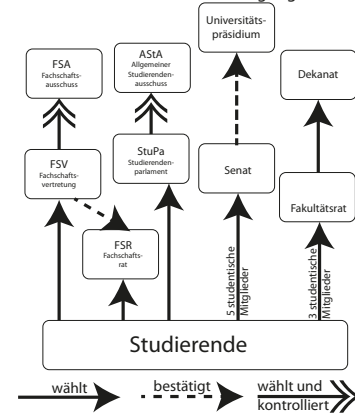 Universitäts-
präsidium
FSA
Fachschafts-
ausschuss
AStA
Allgemeiner
Studierenden-
ausschuss
Dekanat
FSV
Fachschafts-
vertretung
StuPa
Studierenden-
parlament
Senat
Fakultätsrat
FSR
Fachschafts-
rat
5 studentische
Mitglieder
3 studentische
Mitglieder
Studierende
wählt
bestätigt
wählt und
kontrolliert